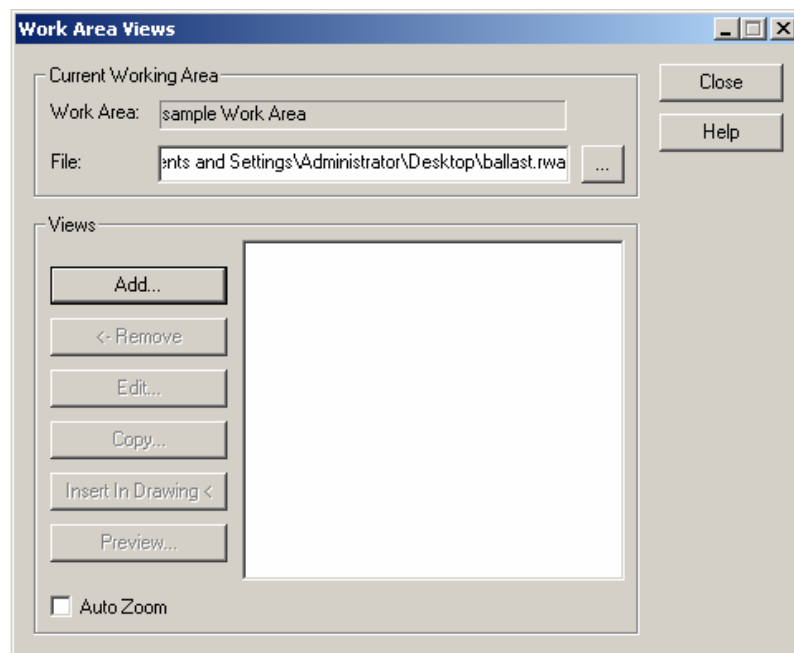 Work Area Views
Current Working Area
Work Area: sample Work Area
File: ents and Settings\Administrator\Desktop\ballast.rwa ...
Close
Help
Views
Add...
<- Remove
Edit...
Copy...
Insert In Drawing <
Preview...
Auto Zoom